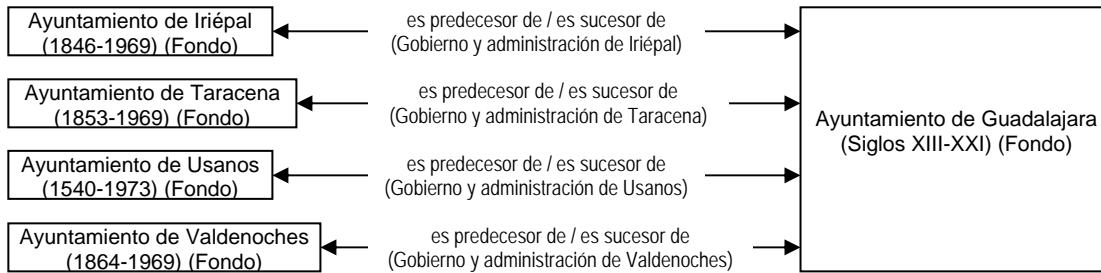 Ayuntamiento de Iriépal
(1846-1969) (Fondo)
es predecesor de / es sucesor de
(Gobierno y administración de Iriépal)
Ayuntamiento de Taracena
(1853-1969) (Fondo)
es predecesor de / es sucesor de
(Gobierno y administración de Taracena)
Ayuntamiento de Usanos
(1540-1973) (Fondo)
es predecesor de / es sucesor de
(Gobierno y administración de Usanos)
Ayuntamiento de Valdenoches
(1864-1969) (Fondo)
es predecesor de / es sucesor de
(Gobierno y administración de Valdenoches)
Ayuntamiento de Guadalajara
(Siglos XIII-XXI) (Fondo)